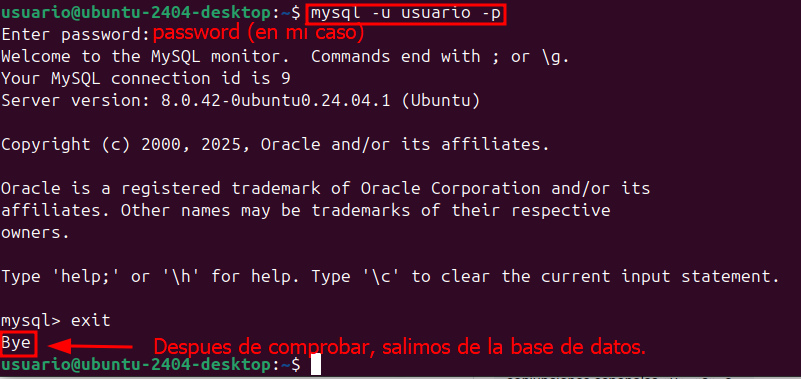 usuario@ubuntu-2404-desktop:~$ mysql -u usuario -p
Enter password: password (en mi caso)
Welcome to the MySQL monitor.  Commands end with ; or \g.
Your MySQL connection id is 9
Server version: 8.0.42-0ubuntu0.24.04.1 (Ubuntu)
Copyright (c) 2000, 2025, Oracle and/or its affiliates.
Oracle is a registered trademark of Oracle Corporation and/or its
affiliates. Other names may be trademarks of their respective
owners.
Type 'help;' or '\h' for help. Type '\c' to clear the current input statement.
mysql> exit
Bye
Despues de comprobar, salimos de la base de datos.
usuario@ubuntu-2404-desktop:~$